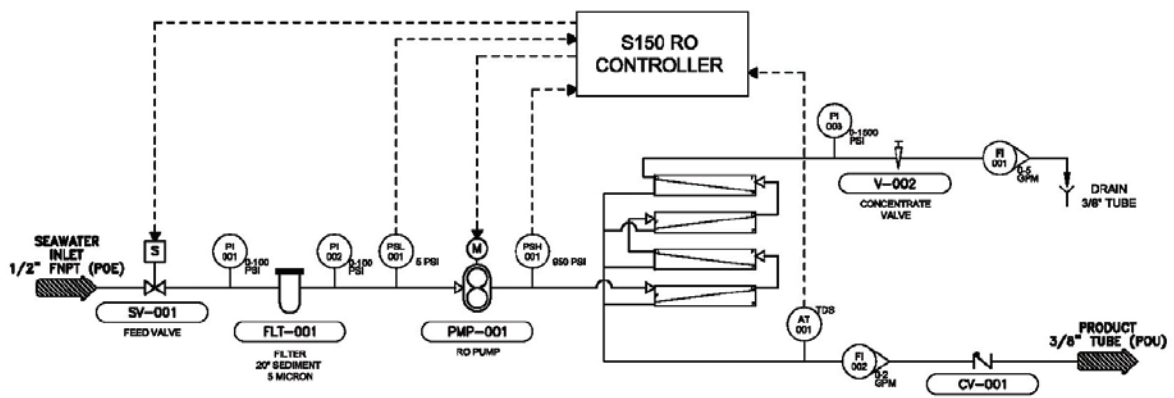 S150 RO
CONTROLLER
PI
003
0-1500
PSI
V-002
CONCENTRATE
VALVE
FI
001
0-5
GPM
DRAIN
3/8" TUBE
SEAWATER
INLET
1/2" FNPT (POE)
S
SV-001
FEED VALVE
PI
001
0-100
PSI
FLT-001
FILTER
20" SEDIMENT
5 MICRON
PI
002
0-100
PSI
PSL
001
5 PSI
M
PMP-001
RO PUMP
PSH
001
950 PSI
AT
001
TDS
FI
002
0-2
GPM
CV-001
PRODUCT
3/8" TUBE (POU)